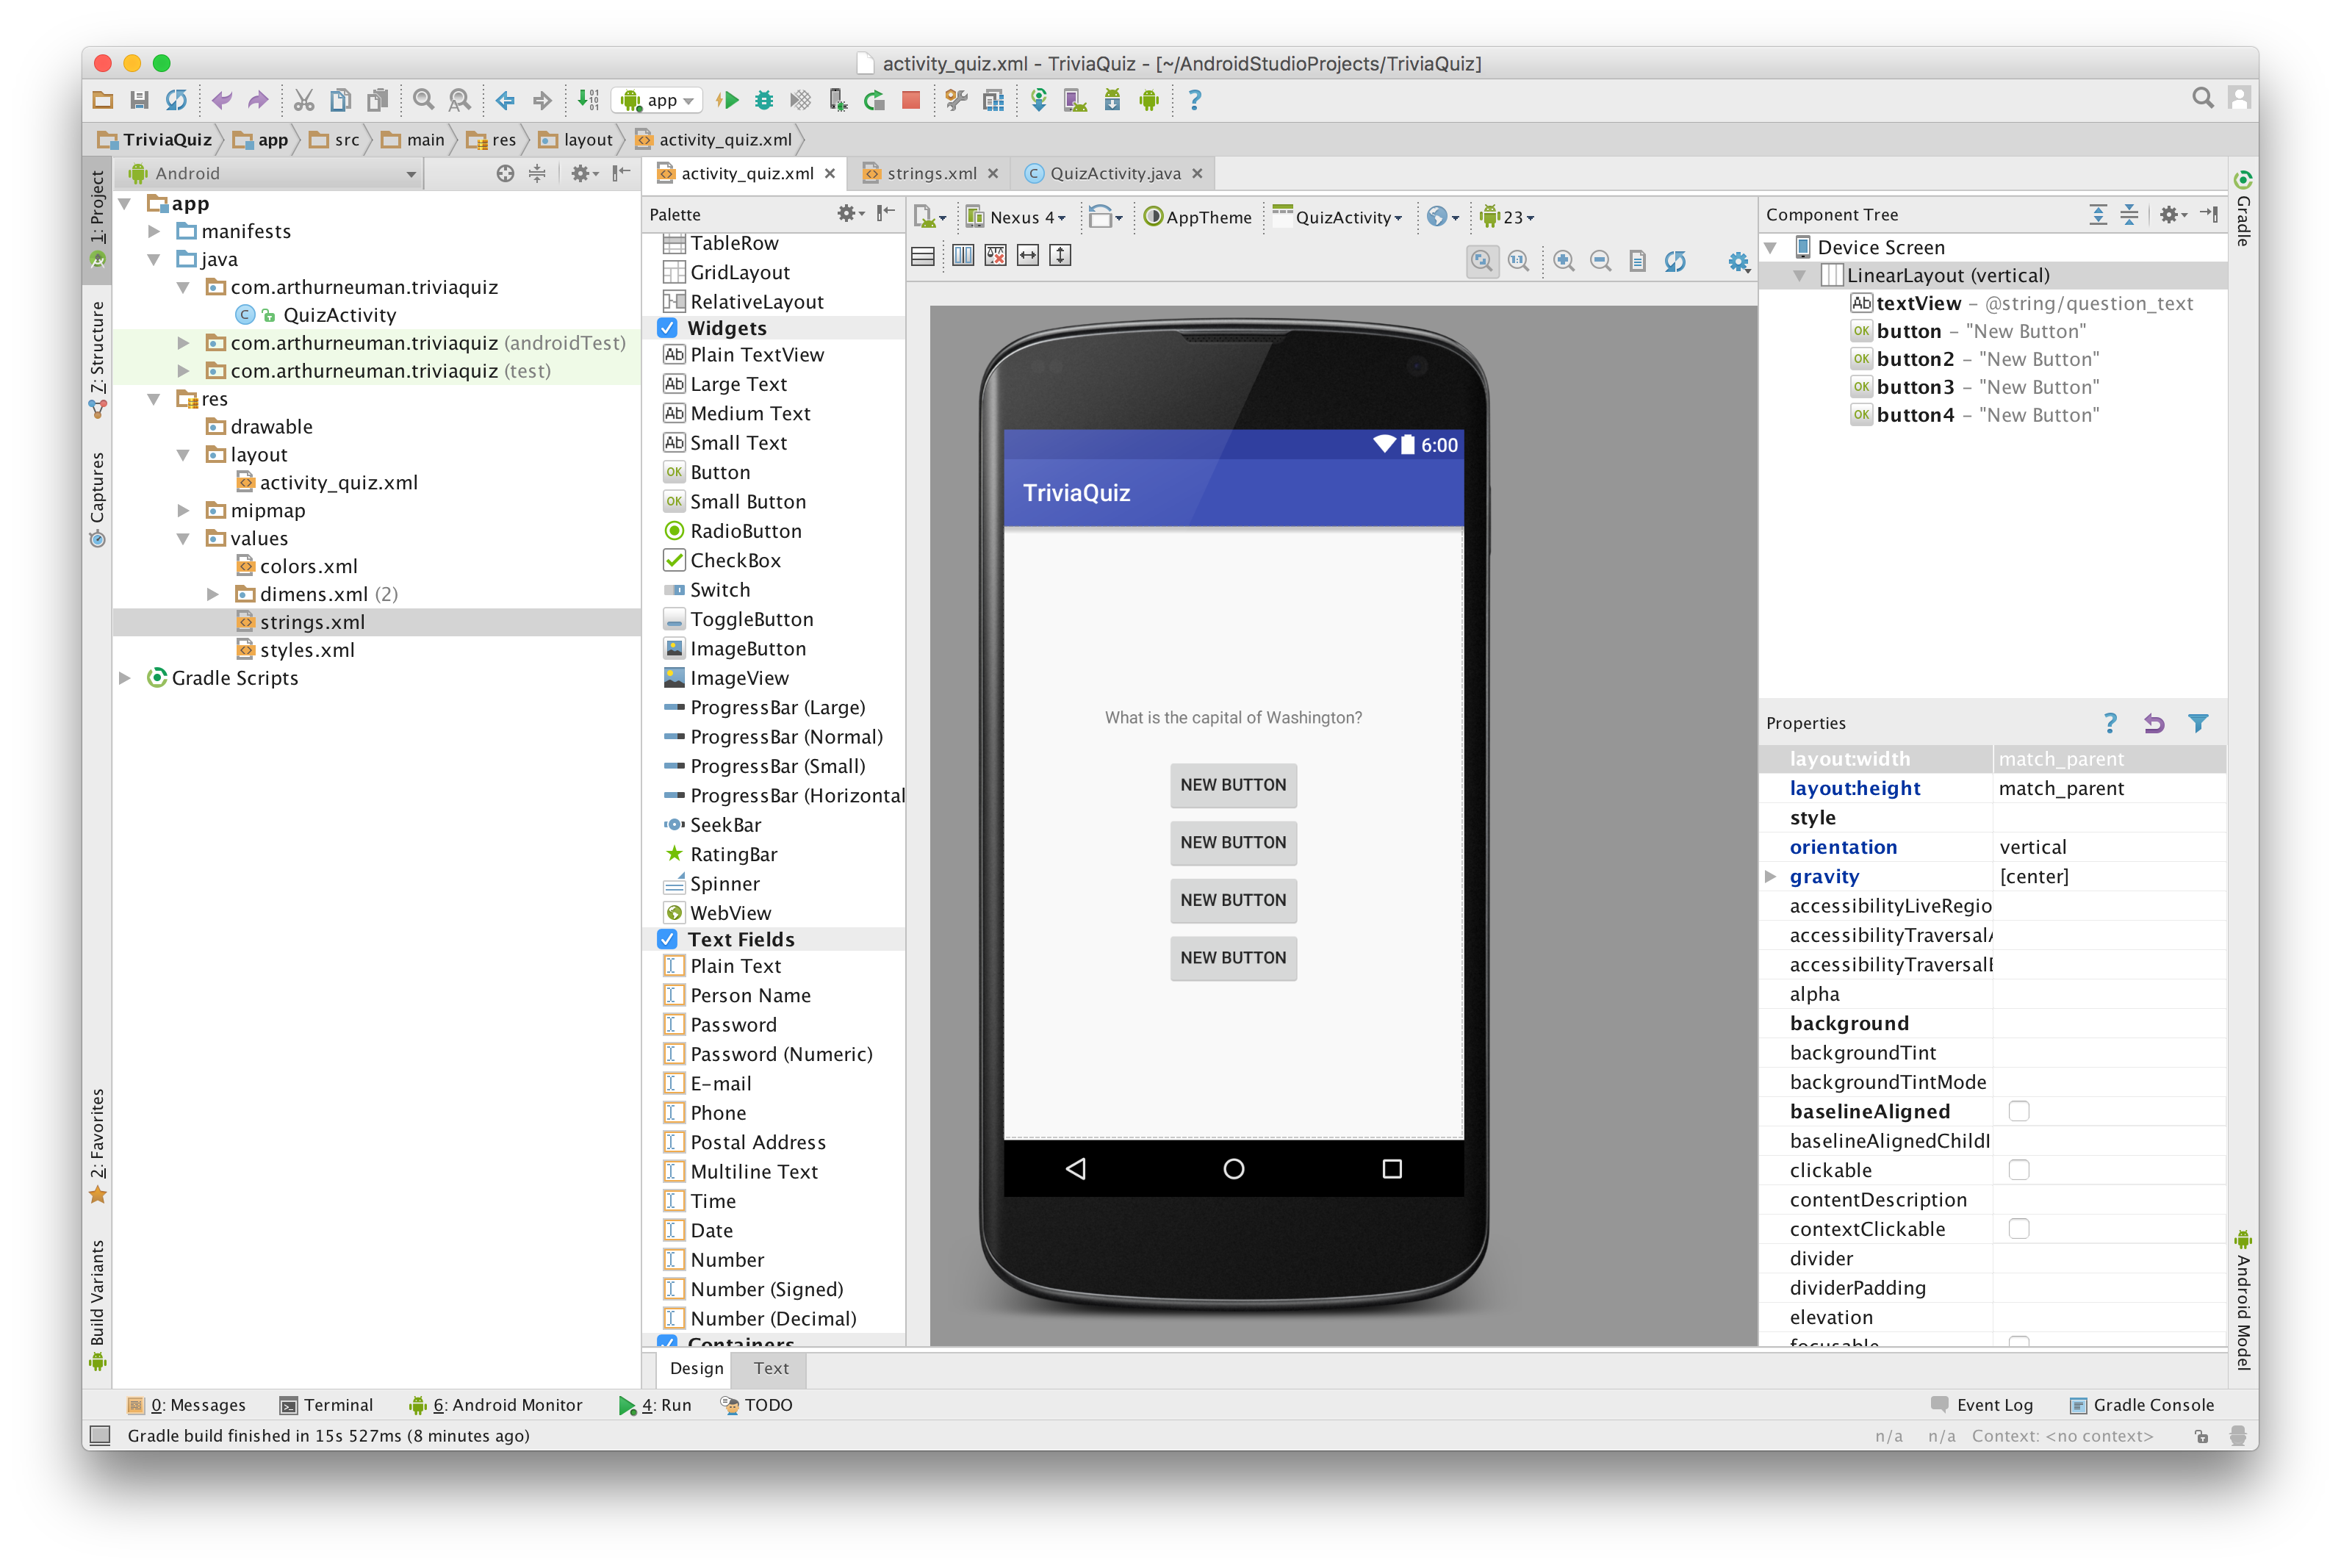 activity_quiz.xml - TriviaQuiz - [~/AndroidStudioProjects/TriviaQuiz]
app
TriviaQuiz app src main res layout activity_quiz.xml
1: Project
Z: Structure
Captures
2: Favorites
Build Variants
Android
app
manifests
java
com.arthurneuman.triviaquiz
QuizActivity
com.arthurneuman.triviaquiz (androidTest)
com.arthurneuman.triviaquiz (test)
res
drawable
layout
activity_quiz.xml
mipmap
values
colors.xml
dimens.xml (2)
strings.xml
styles.xml
Gradle Scripts
activity_quiz.xml strings.xml QuizActivity.java
Palette
TableRow
GridLayout
RelativeLayout
Widgets
Plain TextView
Large Text
Medium Text
Small Text
Button
Small Button
RadioButton
CheckBox
Switch
ToggleButton
ImageButton
ImageView
ProgressBar (Large)
ProgressBar (Normal)
ProgressBar (Small)
ProgressBar (Horizontal
SeekBar
RatingBar
Spinner
WebView
Text Fields
Plain Text
Person Name
Password
Password (Numeric)
E-mail
Phone
Postal Address
Multiline Text
Time
Date
Number
Number (Signed)
Number (Decimal)
Containers
Nexus 4 AppTheme QuizActivity 23
6:00
TriviaQuiz
What is the capital of Washington?
NEW BUTTON
NEW BUTTON
NEW BUTTON
NEW BUTTON
Design Text
Component Tree
Device Screen
LinearLayout (vertical)
textView - @string/question_text
button - "New Button"
button2 - "New Button"
button3 - "New Button"
button4 - "New Button"
Properties
layout:width match_parent
layout:height match_parent
style
orientation vertical
gravity [center]
accessibilityLiveRegio
accessibilityTraversalA
accessibilityTraversalB
alpha
background
backgroundTint
backgroundTintMode
baselineAligned
baselineAlignedChildI
clickable
contentDescription
contextClickable
divider
dividerPadding
elevation
focusable
Gradle
Android Model
0: Messages Terminal 6: Android Monitor 4: Run TODO Event Log Gradle Console
Gradle build finished in 15s 527ms (8 minutes ago) n/a n/a Context: <no context>